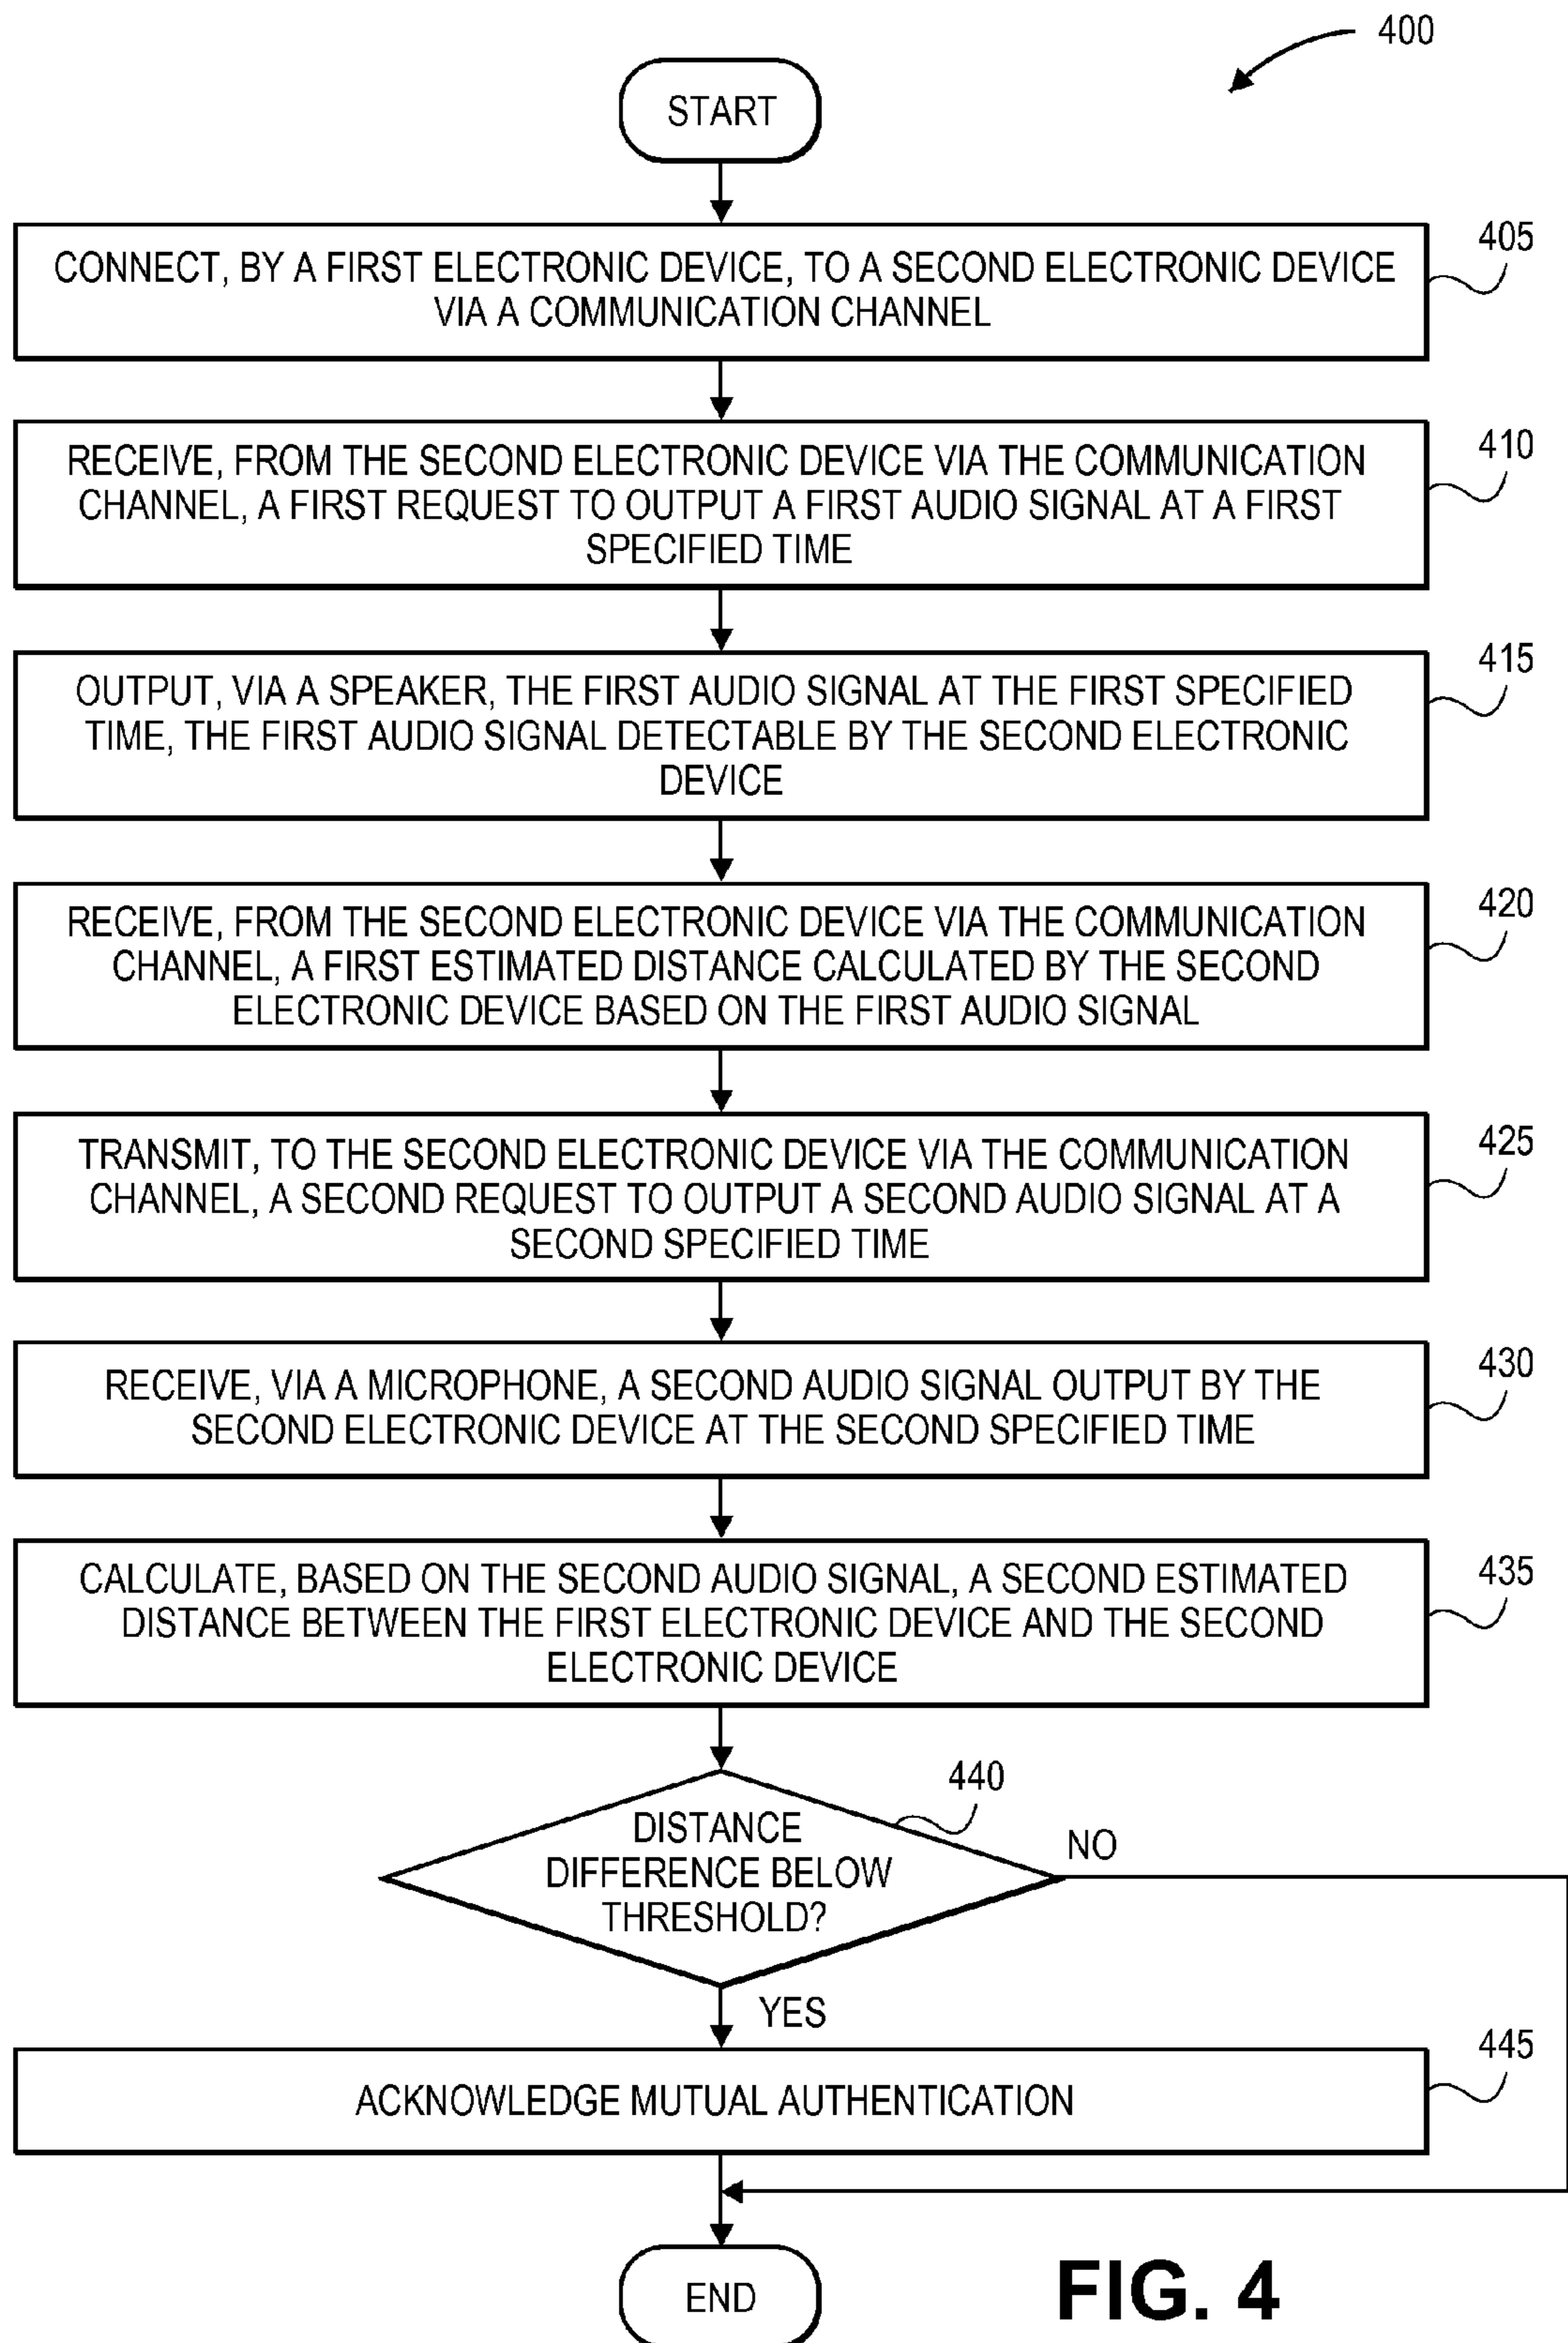 400
START
CONNECT, BY A FIRST ELECTRONIC DEVICE, TO A SECOND ELECTRONIC DEVICE
VIA A COMMUNICATION CHANNEL
405
RECEIVE, FROM THE SECOND ELECTRONIC DEVICE VIA THE COMMUNICATION
CHANNEL, A FIRST REQUEST TO OUTPUT A FIRST AUDIO SIGNAL AT A FIRST
SPECIFIED TIME
410
OUTPUT, VIA A SPEAKER, THE FIRST AUDIO SIGNAL AT THE FIRST SPECIFIED
TIME, THE FIRST AUDIO SIGNAL DETECTABLE BY THE SECOND ELECTRONIC
DEVICE
415
RECEIVE, FROM THE SECOND ELECTRONIC DEVICE VIA THE COMMUNICATION
CHANNEL, A FIRST ESTIMATED DISTANCE CALCULATED BY THE SECOND
ELECTRONIC DEVICE BASED ON THE FIRST AUDIO SIGNAL
420
TRANSMIT, TO THE SECOND ELECTRONIC DEVICE VIA THE COMMUNICATION
CHANNEL, A SECOND REQUEST TO OUTPUT A SECOND AUDIO SIGNAL AT A
SECOND SPECIFIED TIME
425
RECEIVE, VIA A MICROPHONE, A SECOND AUDIO SIGNAL OUTPUT BY THE
SECOND ELECTRONIC DEVICE AT THE SECOND SPECIFIED TIME
430
CALCULATE, BASED ON THE SECOND AUDIO SIGNAL, A SECOND ESTIMATED
DISTANCE BETWEEN THE FIRST ELECTRONIC DEVICE AND THE SECOND
ELECTRONIC DEVICE
435
DISTANCE
DIFFERENCE BELOW
THRESHOLD?
440
NO
YES
ACKNOWLEDGE MUTUAL AUTHENTICATION
445
END
FIG. 4